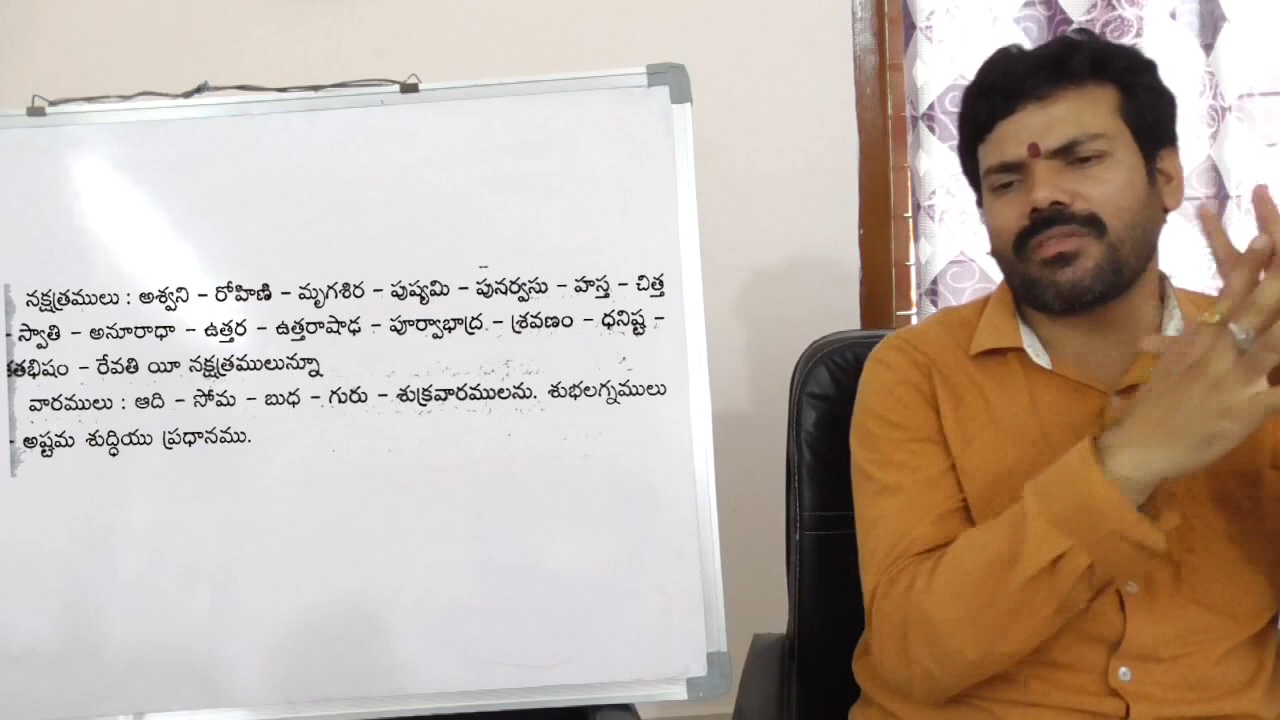 నక్షత్రములు : అశ్వని - రోహిణి - మృగశిర - పుష్యమి - పునర్వసు - హస్త - చిత్త
- స్వాతి - అనూరాధా - ఉత్తర - ఉత్తరాషాఢ - పూర్వాభాద్ర - శ్రవణం - ధనిష్ట -
శతభిషం - రేవతి యీ నక్షత్రములున్నూ
వారములు : ఆది - సోమ - బుధ - గురు - శుక్రవారములను. శుభలగ్నములు
- అష్టమ శుద్ధియు ప్రధానము.